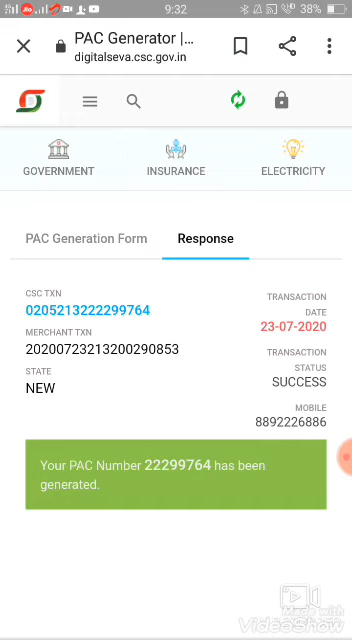 Jio 9:32 38%
PAC Generator |...
digitalseva.csc.gov.in
GOVERNMENT INSURANCE ELECTRICITY
PAC Generation Form Response
CSC TXN
0205213222299764
MERCHANT TXN
20200723213200290853
STATE
NEW
TRANSACTION
DATE
23-07-2020
TRANSACTION
STATUS
SUCCESS
MOBILE
8892226886
Your PAC Number 22299764 has been
generated.
Made with
VideoShow